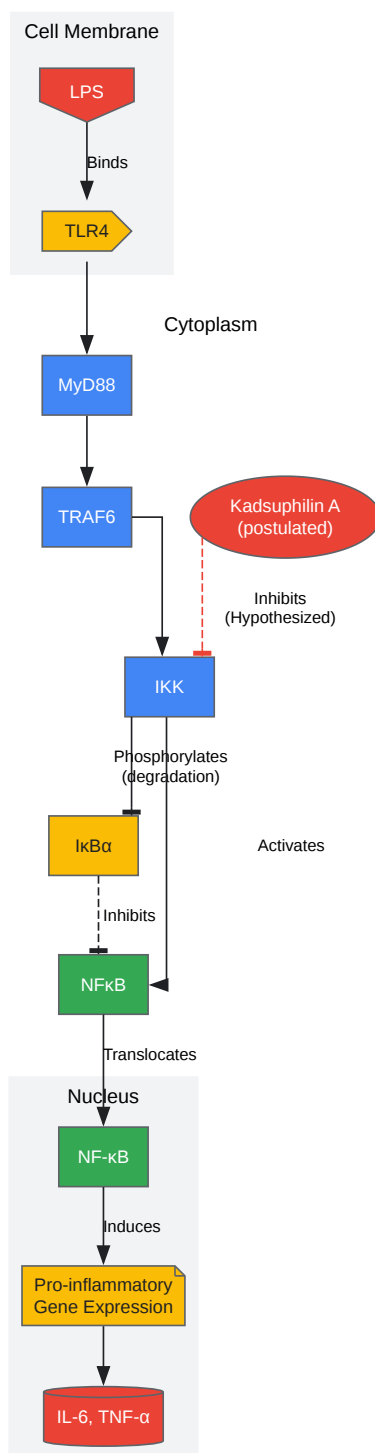 Cell Membrane
LPS
Binds
TLR4
Cytoplasm
MyD88
TRAF6
Kadsuphilin A
(postulated)
Inhibits
(Hypothesized)
IKK
Phosphorylates
(degradation)
IκBα
Activates
Inhibits
NFκB
Translocates
Nucleus
NF-κB
Induces
Pro-inflammatory
Gene Expression
IL-6, TNF-α